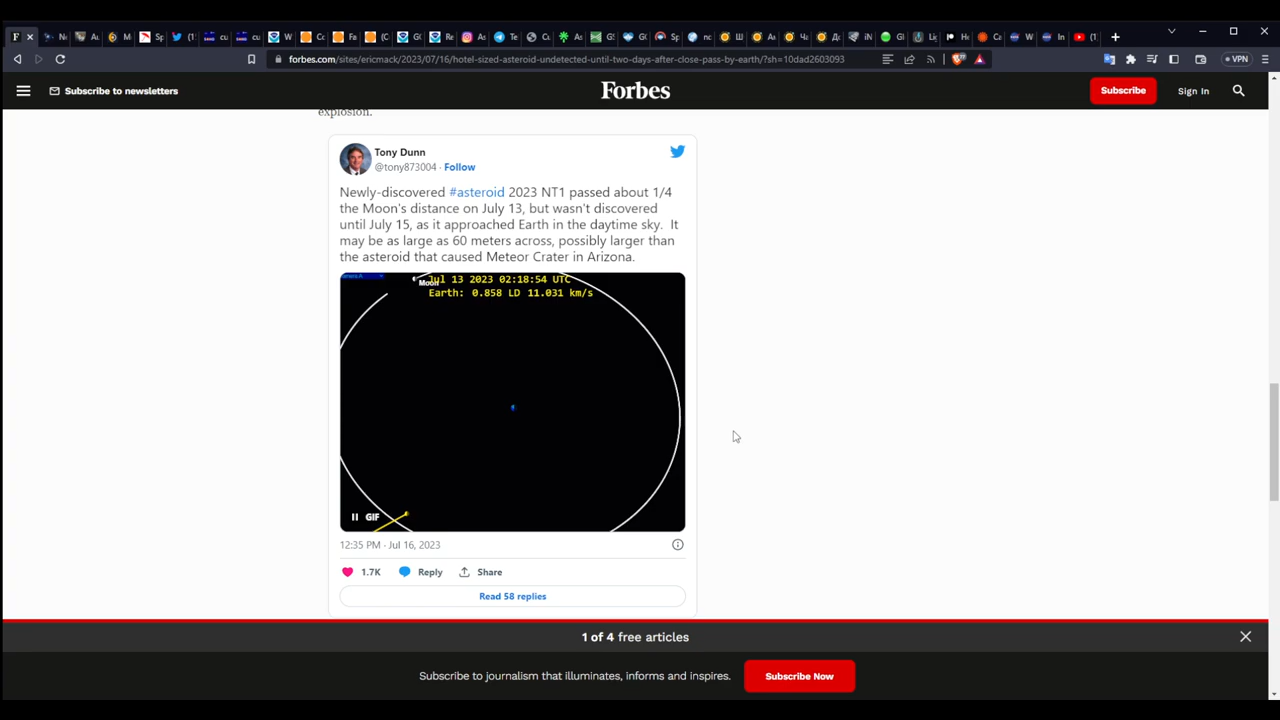 forbes.com/sites/ericmack/2023/07/16/hotel-sized-asteroid-undetected-until-two-days-after-close-pass-by-earth/?sh=10dad2603093
VPN
Subscribe to newsletters
Forbes
Subscribe
Sign In
explosion.
Tony Dunn
@tony873004 · Follow
Newly-discovered #asteroid 2023 NT1 passed about 1/4
the Moon's distance on July 13, but wasn't discovered
until July 15, as it approached Earth in the daytime sky. It
may be as large as 60 meters across, possibly larger than
the asteroid that caused Meteor Crater in Arizona.
Moon
Jul 13 2023 02:18:54 UTC
Earth: 0.858 LD 11.031 km/s
GIF
12:35 PM · Jul 16, 2023
1.7K Reply Share
Read 58 replies
1 of 4 free articles
Subscribe to journalism that illuminates, informs and inspires.
Subscribe Now